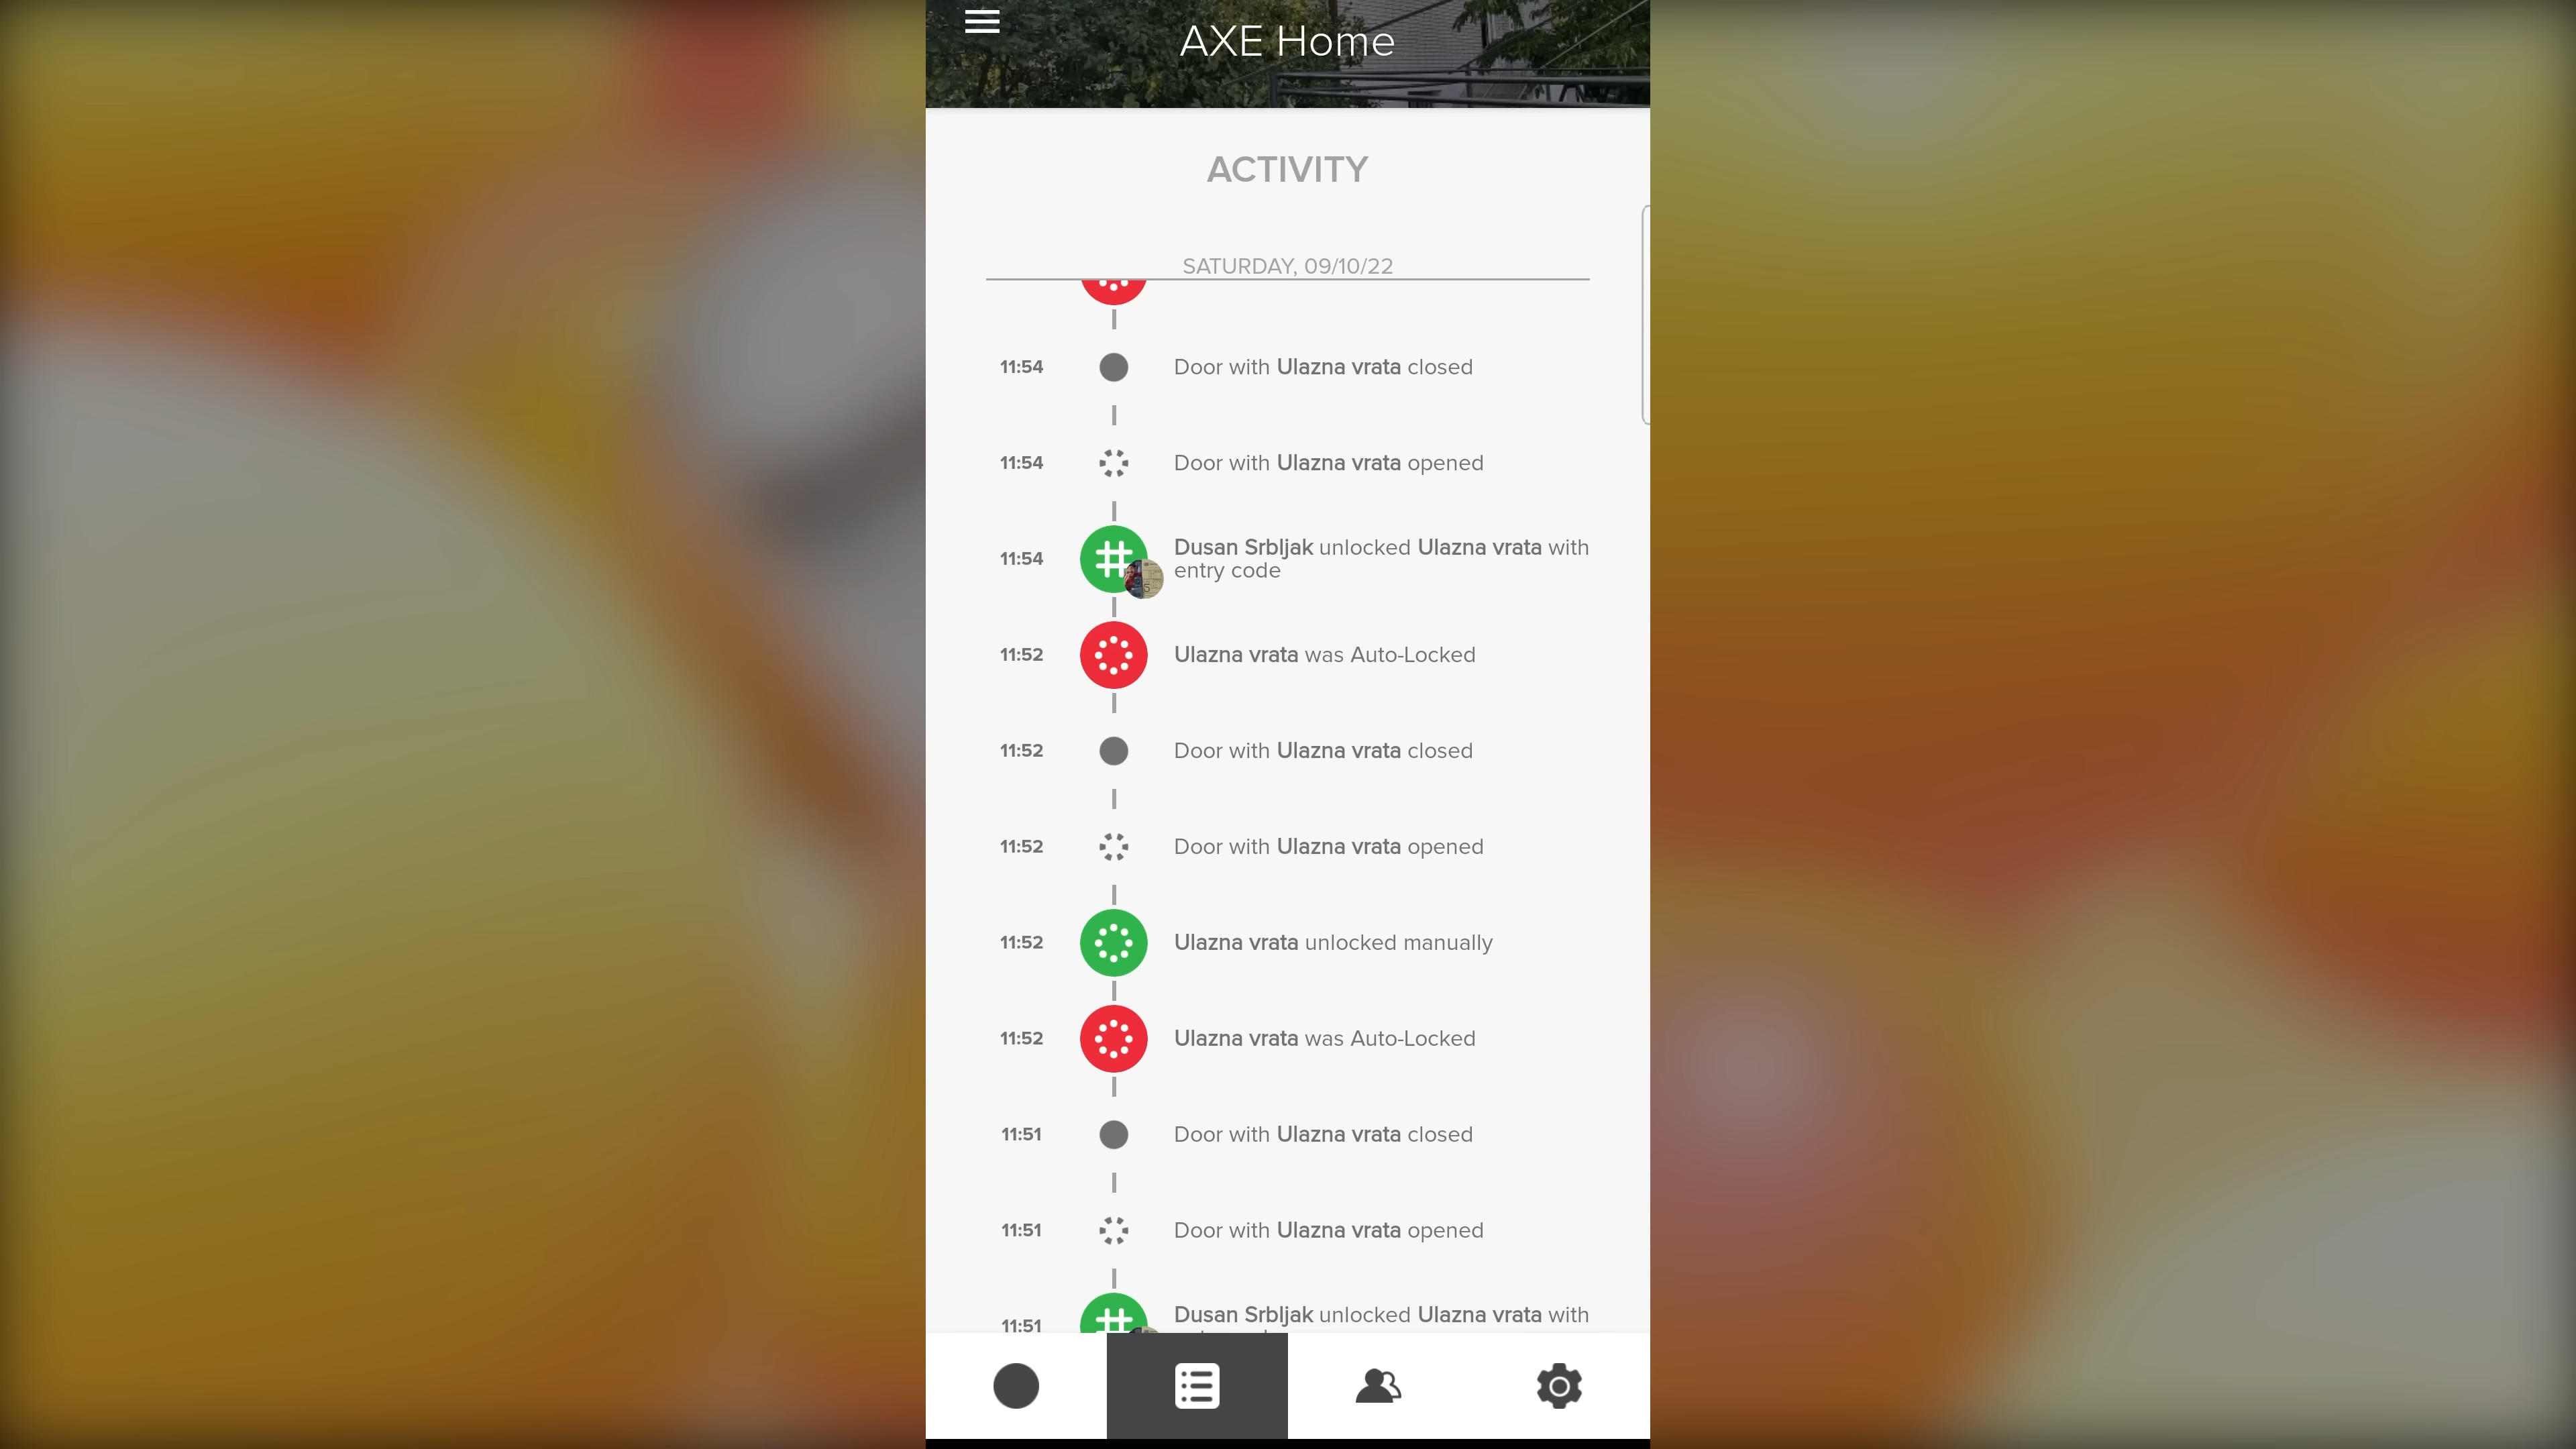 AXE Home
ACTIVITY
SATURDAY, 09/10/22
11:54 Door with Ulazna vrata closed
11:54 Door with Ulazna vrata opened
11:54 Dusan Srbljak unlocked Ulazna vrata with
entry code
11:52 Ulazna vrata was Auto-Locked
11:52 Door with Ulazna vrata closed
11:52 Door with Ulazna vrata opened
11:52 Ulazna vrata unlocked manually
11:52 Ulazna vrata was Auto-Locked
11:51 Door with Ulazna vrata closed
11:51 Door with Ulazna vrata opened
11:51 Dusan Srbljak unlocked Ulazna vrata with